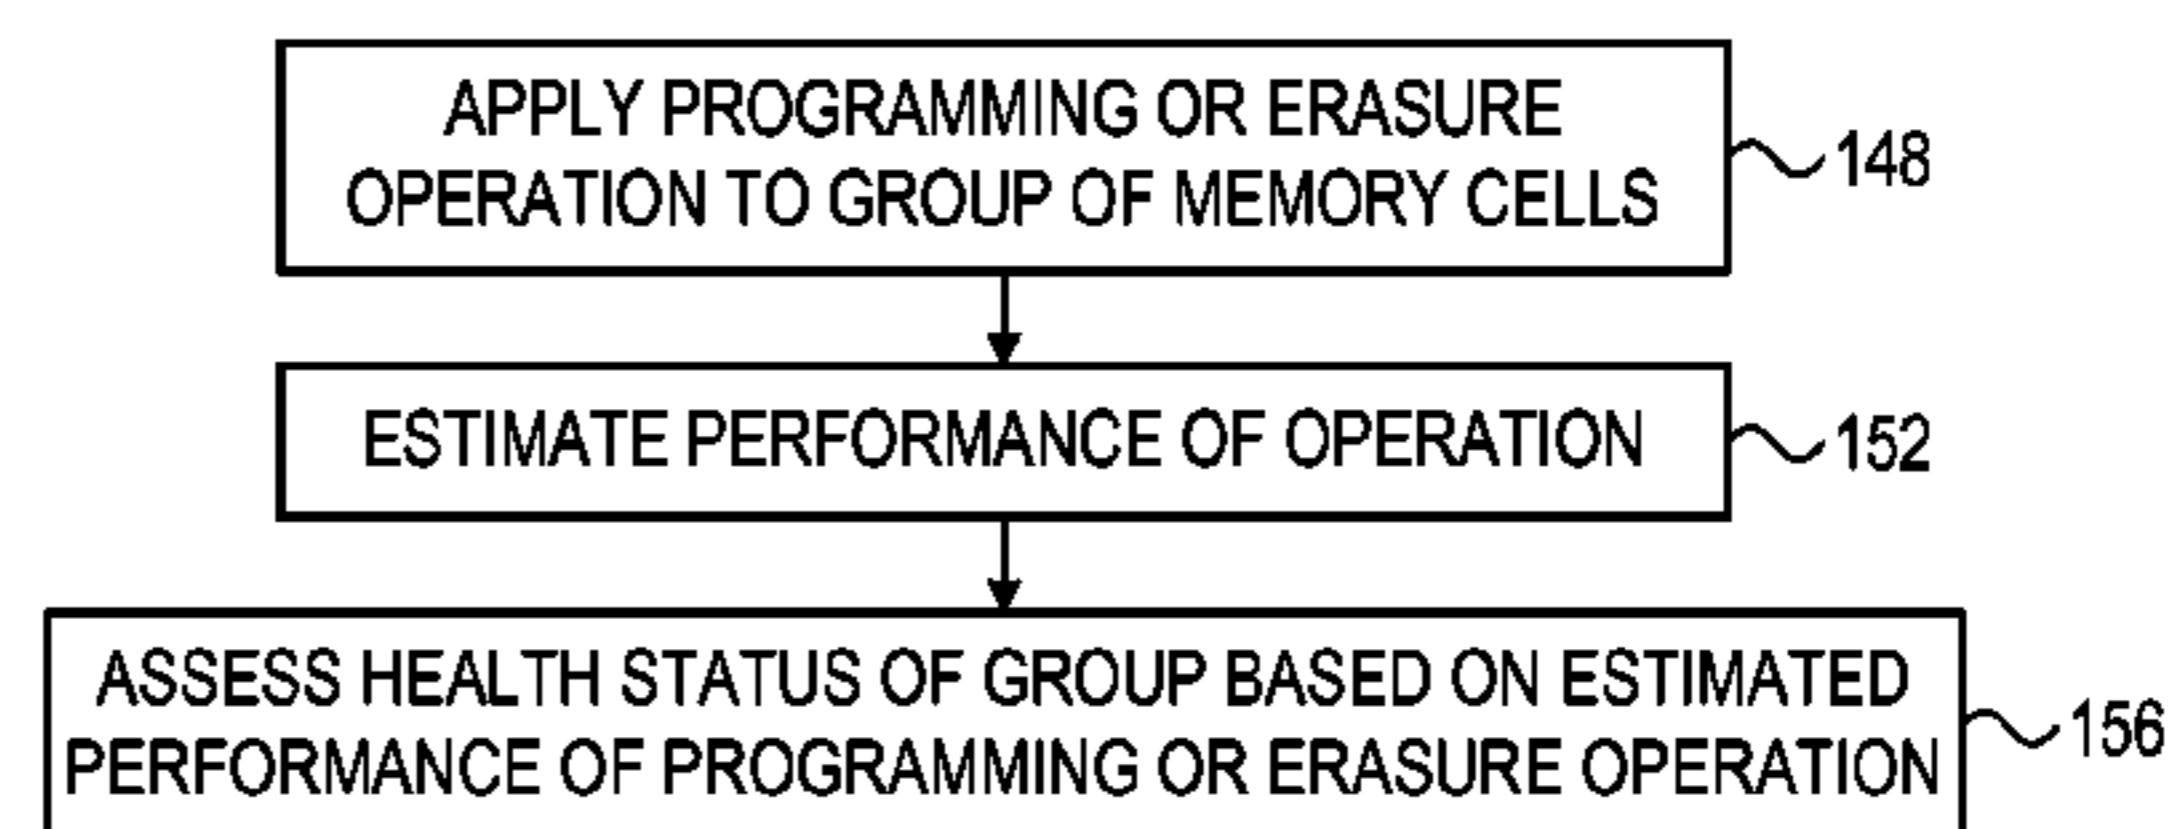 APPLY PROGRAMMING OR ERASURE
OPERATION TO GROUP OF MEMORY CELLS
148
ESTIMATE PERFORMANCE OF OPERATION
152
ASSESS HEALTH STATUS OF GROUP BASED ON ESTIMATED
PERFORMANCE OF PROGRAMMING OR ERASURE OPERATION
156